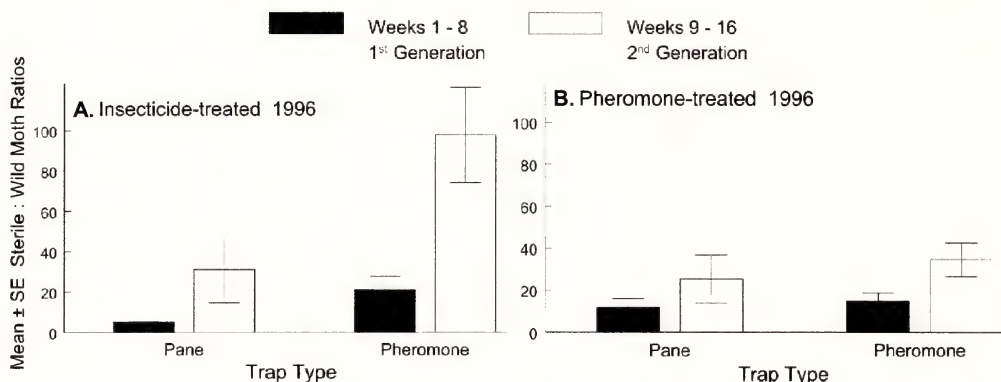 Weeks 1 - 8
1st Generation
Weeks 9 - 16
2nd Generation
Mean ± SE Sterile : Wild Moth Ratios
A. Insecticide-treated 1996
100
80
60
40
20
0
Pane
Pheromone
Trap Type
B. Pheromone-treated 1996
100
80
60
40
20
0
Pane
Pheromone
Trap Type